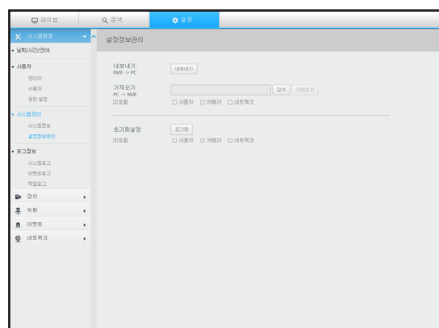 라이브
검색
설정
시스템환경
설정정보관리
날짜/시간/언어
사용자
관리자
사용자
권한 설정
시스템관리
시스템정보
설정정보관리
로그정보
시스템로그
이벤트로그
백업로그
장치
녹화
이벤트
네트워크
내보내기
NVR -> PC
내보내기
가져오기
PC -> NVR
검색
가져오기
미포함
사용자 카메라 네트워크
초기화설정
초기화
미포함
사용자 카메라 네트워크